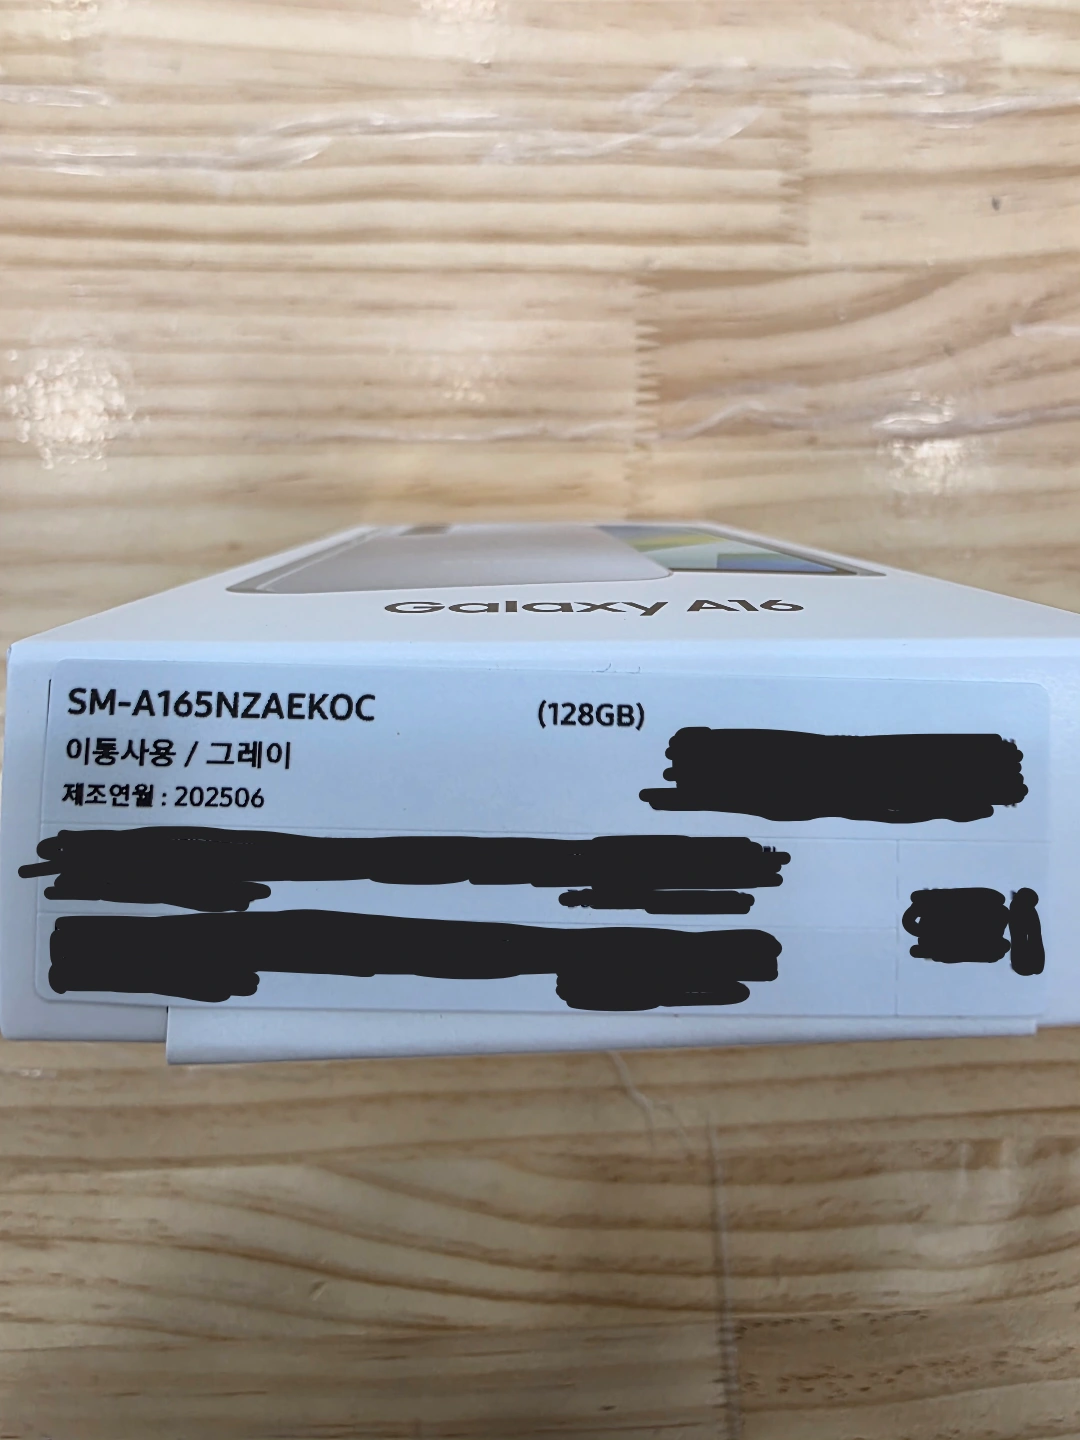 Galaxy A16
SM-A165NZAEKOC (128GB)
이동사용 / 그레이
제조연월 : 202506